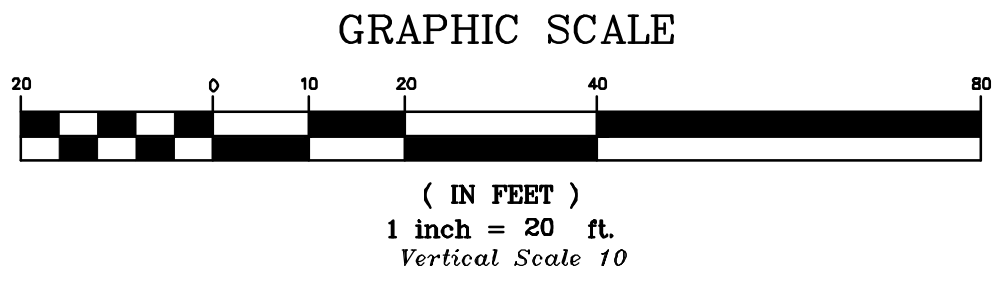 GRAPHIC SCALE
20 0 10 20 40 80
( IN FEET )
1 inch = 20 ft.
Vertical Scale 10